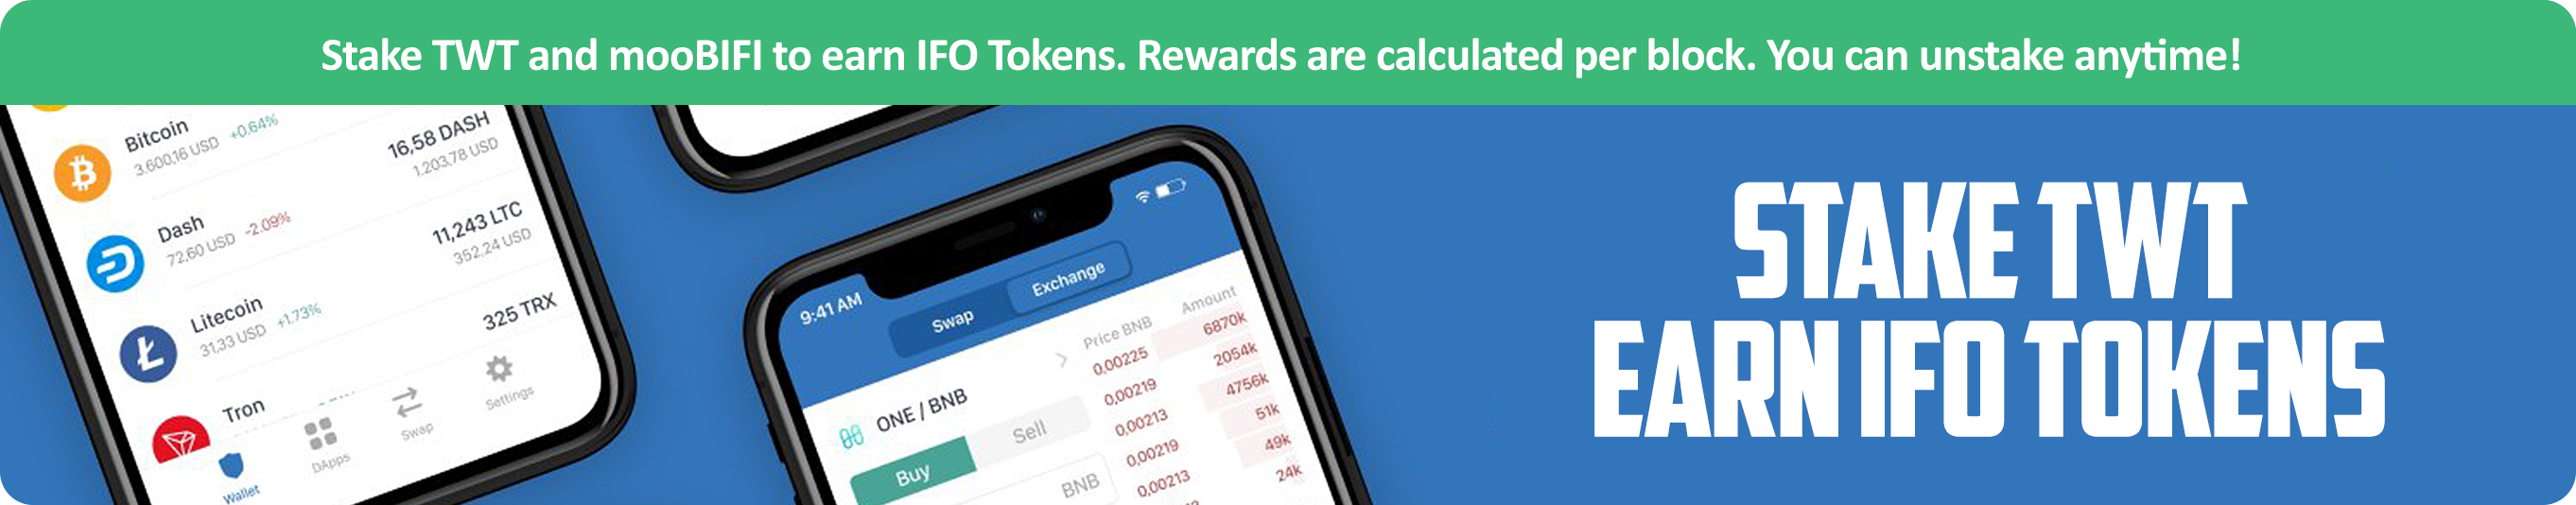 Stake TWT and mooBIFI to earn IFO Tokens. Rewards are calculated per block. You can unstake anytime!
Bitcoin
3.600,16 USD +0.64%
16,58 DASH
1.203,78 USD
Dash
72,60 USD -2.09%
11,243 LTC
352,24 USD
Litecoin
31,33 USD +1.73%
325 TRX
Tron
Wallet
DApps
Swap
Settings
9:41 AM
Swap
Exchange
ONE / BNB
Buy
Sell
BNB
Price BNB
Amount
0,00225
6870k
0,00219
2054k
0,00213
4756k
0,00219
51k
0,00213
49k
24k
STAKE TWT
EARN IFO TOKENS